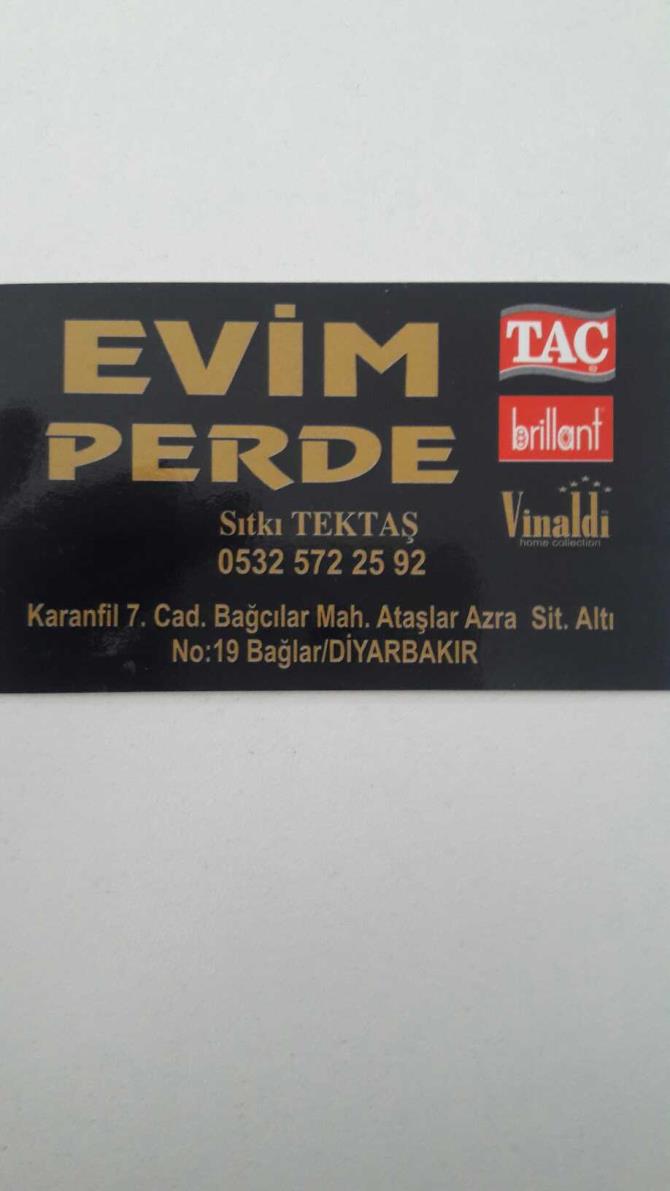 EVİM
PERDE
Sıtkı TEKTAŞ
0532 572 25 92
Karanfil 7. Cad. Bağcılar Mah. Ataşlar Azra Sit. Altı
No:19 Bağlar/DİYARBAKIR
TAÇ
brillant
Vinaldi
home collection